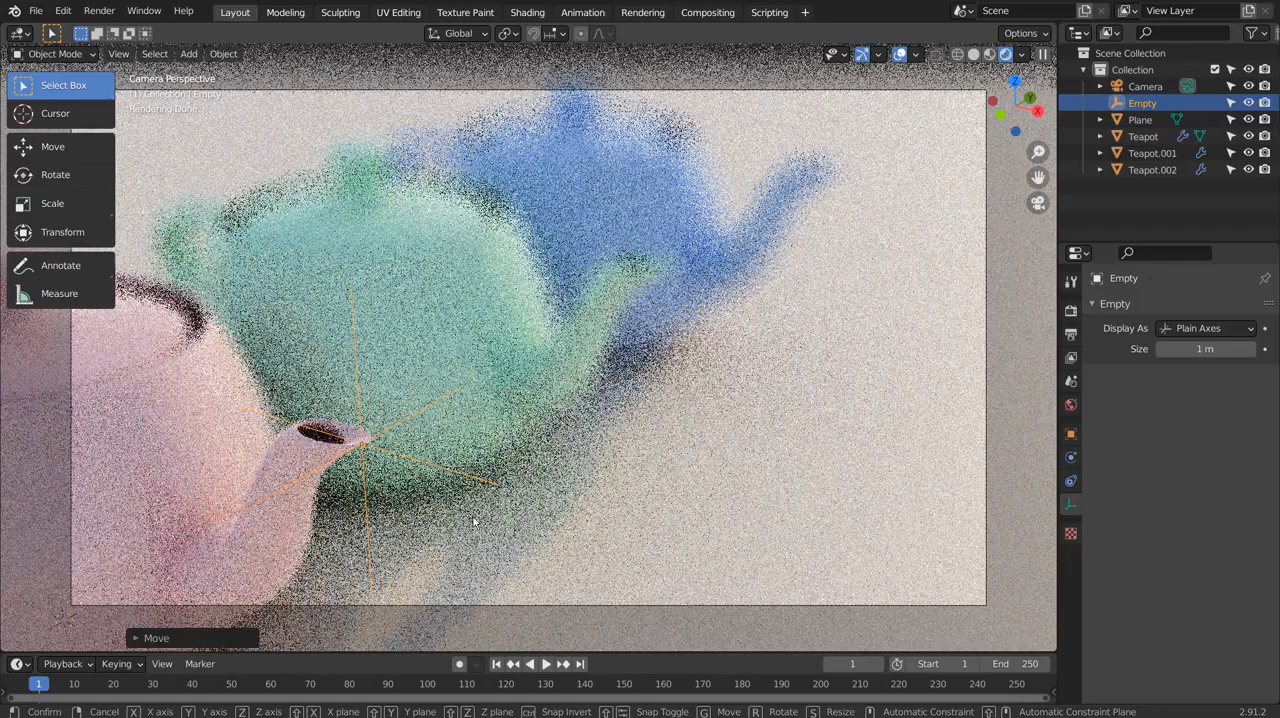 File Edit Render Window Help Layout Modeling Sculpting UV Editing Texture Paint Shading Animation Rendering Compositing Scripting + Scene View Layer
Global Options
Object Mode View Select Add Object
Select Box
Cursor
Move
Rotate
Scale
Transform
Annotate
Measure
Camera Perspective
(1) Collection | Empty
Rendering Done
Z
Y
X
Scene Collection
Collection
Camera
Empty
Plane
Teapot
Teapot.001
Teapot.002
Empty
Empty
Display As Plain Axes
Size 1 m
Move
Playback Keying View Marker 1 Start 1 End 250
1 10 20 30 40 50 60 70 80 90 100 110 120 130 140 150 160 170 180 190 200 210 220 230 240 250
Confirm Cancel X X axis Y Y axis Z Z axis X X plane Y Y plane Z Z plane Ctrl Snap Invert Snap Toggle G Move R Rotate S Resize Automatic Constraint Automatic Constraint Plane 2.91.2